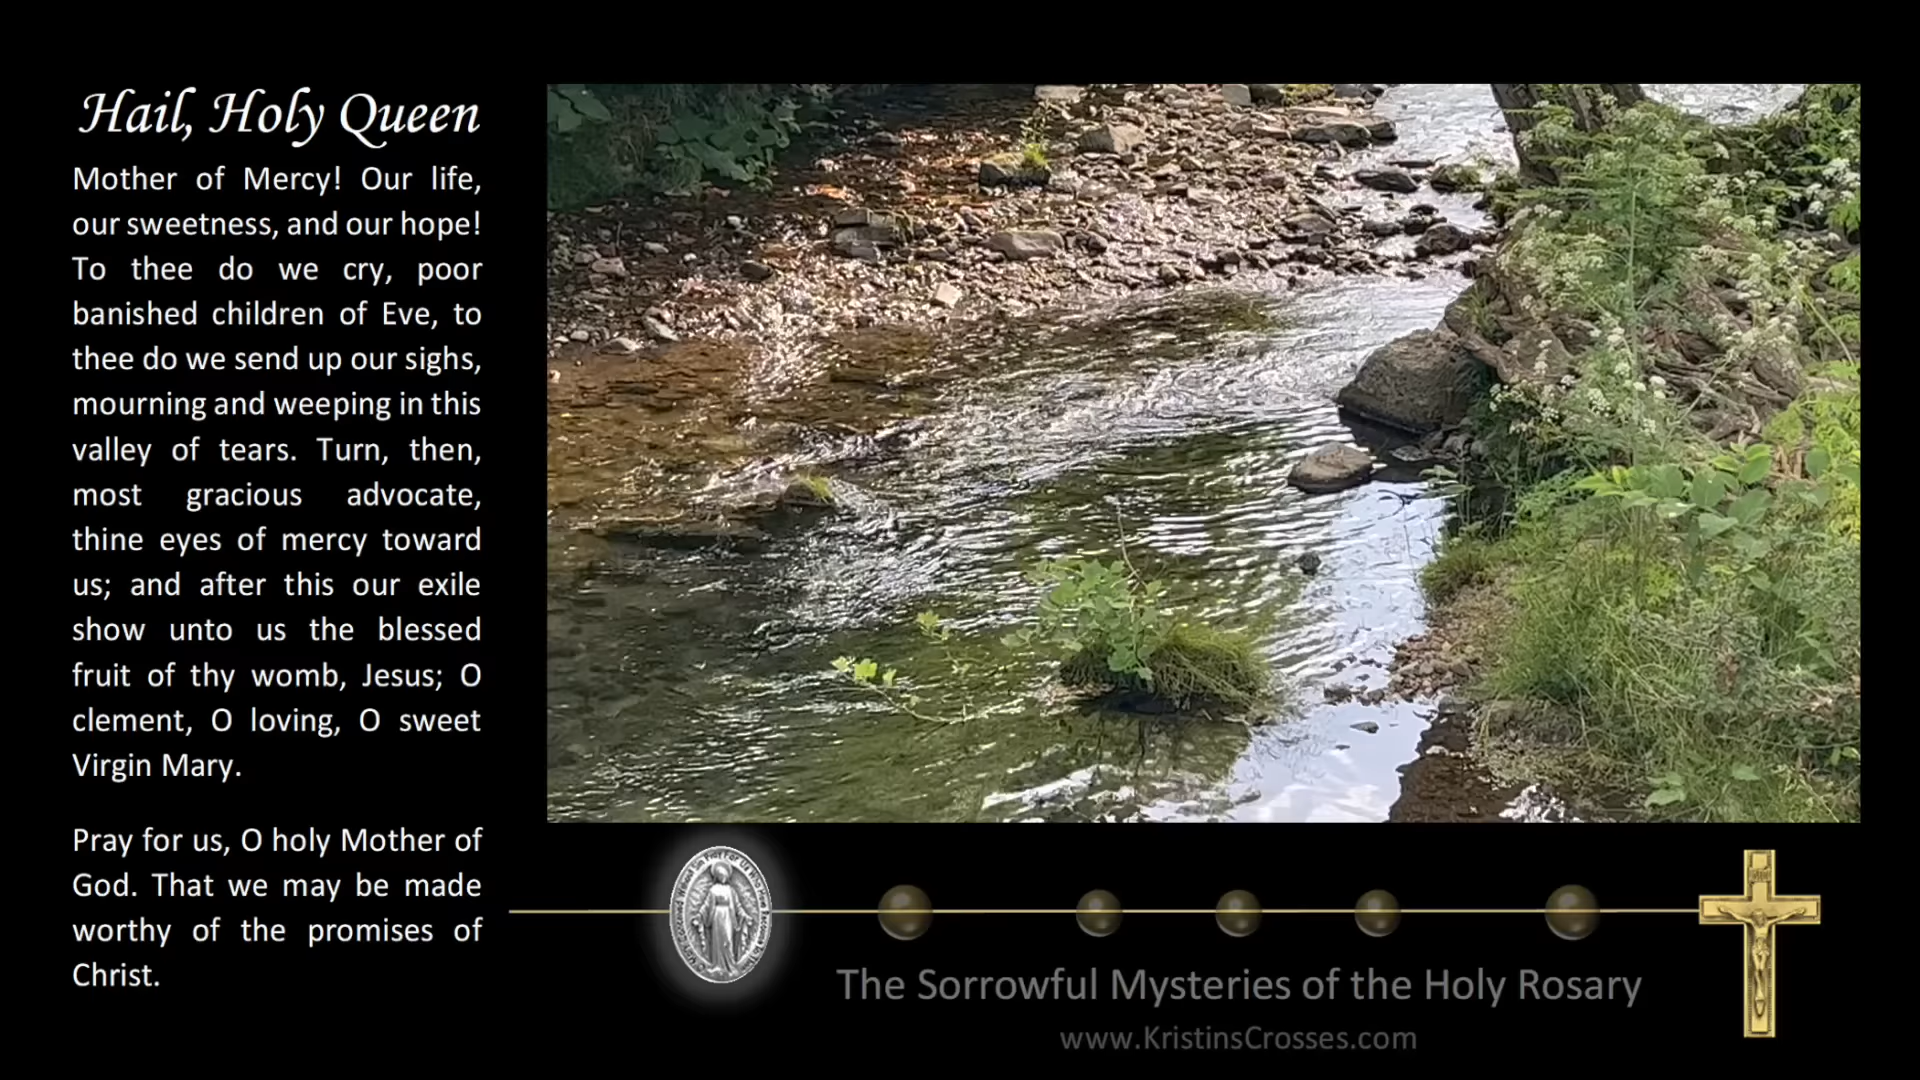 Hail, Holy Queen
Mother of Mercy! Our life,
our sweetness, and our hope!
To thee do we cry, poor
banished children of Eve, to
thee do we send up our sighs,
mourning and weeping in this
valley of tears. Turn, then,
most gracious advocate,
thine eyes of mercy toward
us; and after this our exile
show unto us the blessed
fruit of thy womb, Jesus; O
clement, O loving, O sweet
Virgin Mary.
Pray for us, O holy Mother of
God. That we may be made
worthy of the promises of
Christ.
The Sorrowful Mysteries of the Holy Rosary
www.KristinsCrosses.com